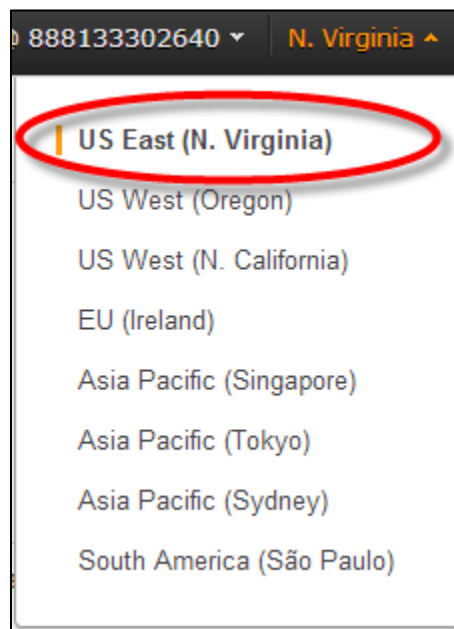 888133302640 N. Virginia
US East (N. Virginia)
US West (Oregon)
US West (N. California)
EU (Ireland)
Asia Pacific (Singapore)
Asia Pacific (Tokyo)
Asia Pacific (Sydney)
South America (São Paulo)